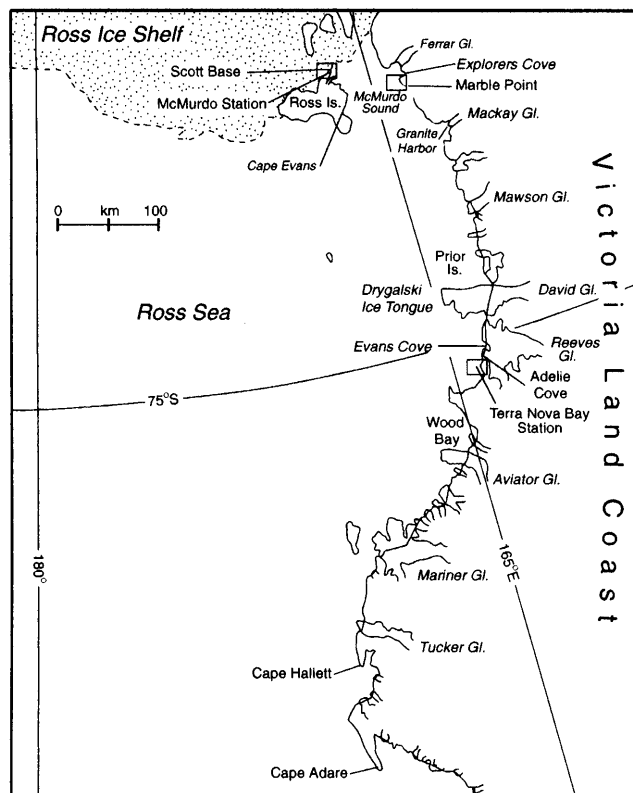 Ross Ice Shelf
Ferrar Gl.
Explorers Cove
Scott Base
Marble Point
McMurdo Station
Ross Is.
McMurdo
Sound
Mackay Gl.
Granite
Harbor
Cape Evans
Victoria Land Coast
0 km 100
Mawson Gl.
Prior
Is.
Drygalski
Ice Tongue
David Gl.
Ross Sea
Evans Cove
Reeves
Gl.
Adelie
Cove
75°S
Terra Nova Bay
Station
Wood
Bay
Aviator Gl.
180°
165°E
Mariner Gl.
Tucker Gl.
Cape Hallett
Cape Adare